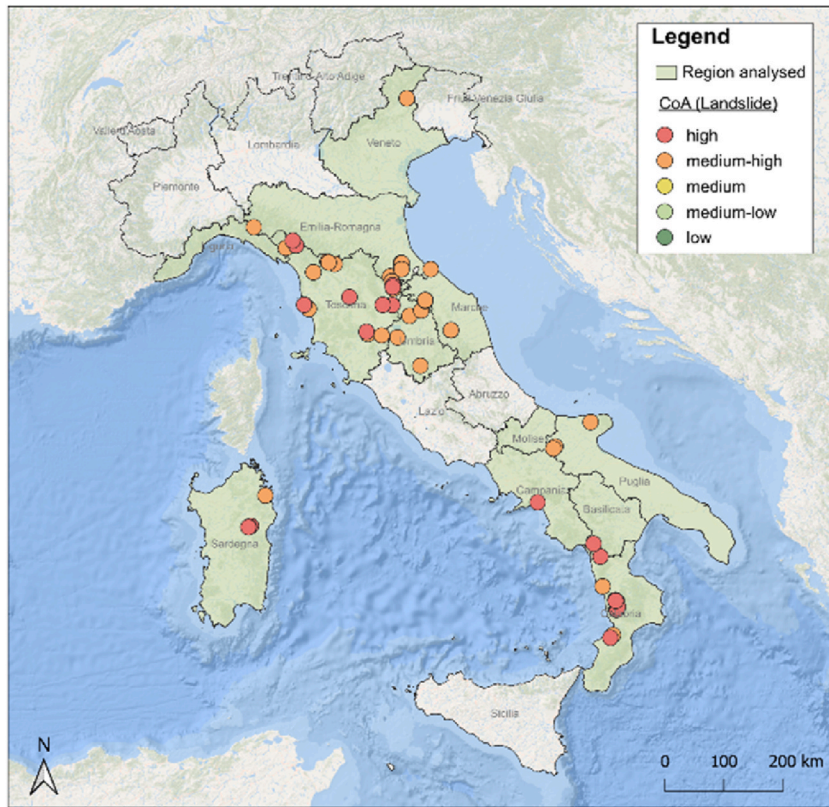 Legend
Region analysed
CoA (Landslide)
high
medium-high
medium
medium-low
low
Trentino-Alto Adige
Friuli-Venezia Giulia
Valle d'Aosta
Lombardia
Veneto
Piemonte
Emilia-Romagna
Liguria
Toscana
Marche
Umbria
Lazio
Abruzzo
Molise
Campania
Puglia
Basilicata
Sardegna
Calabria
Sicilia
N
0 100 200 km